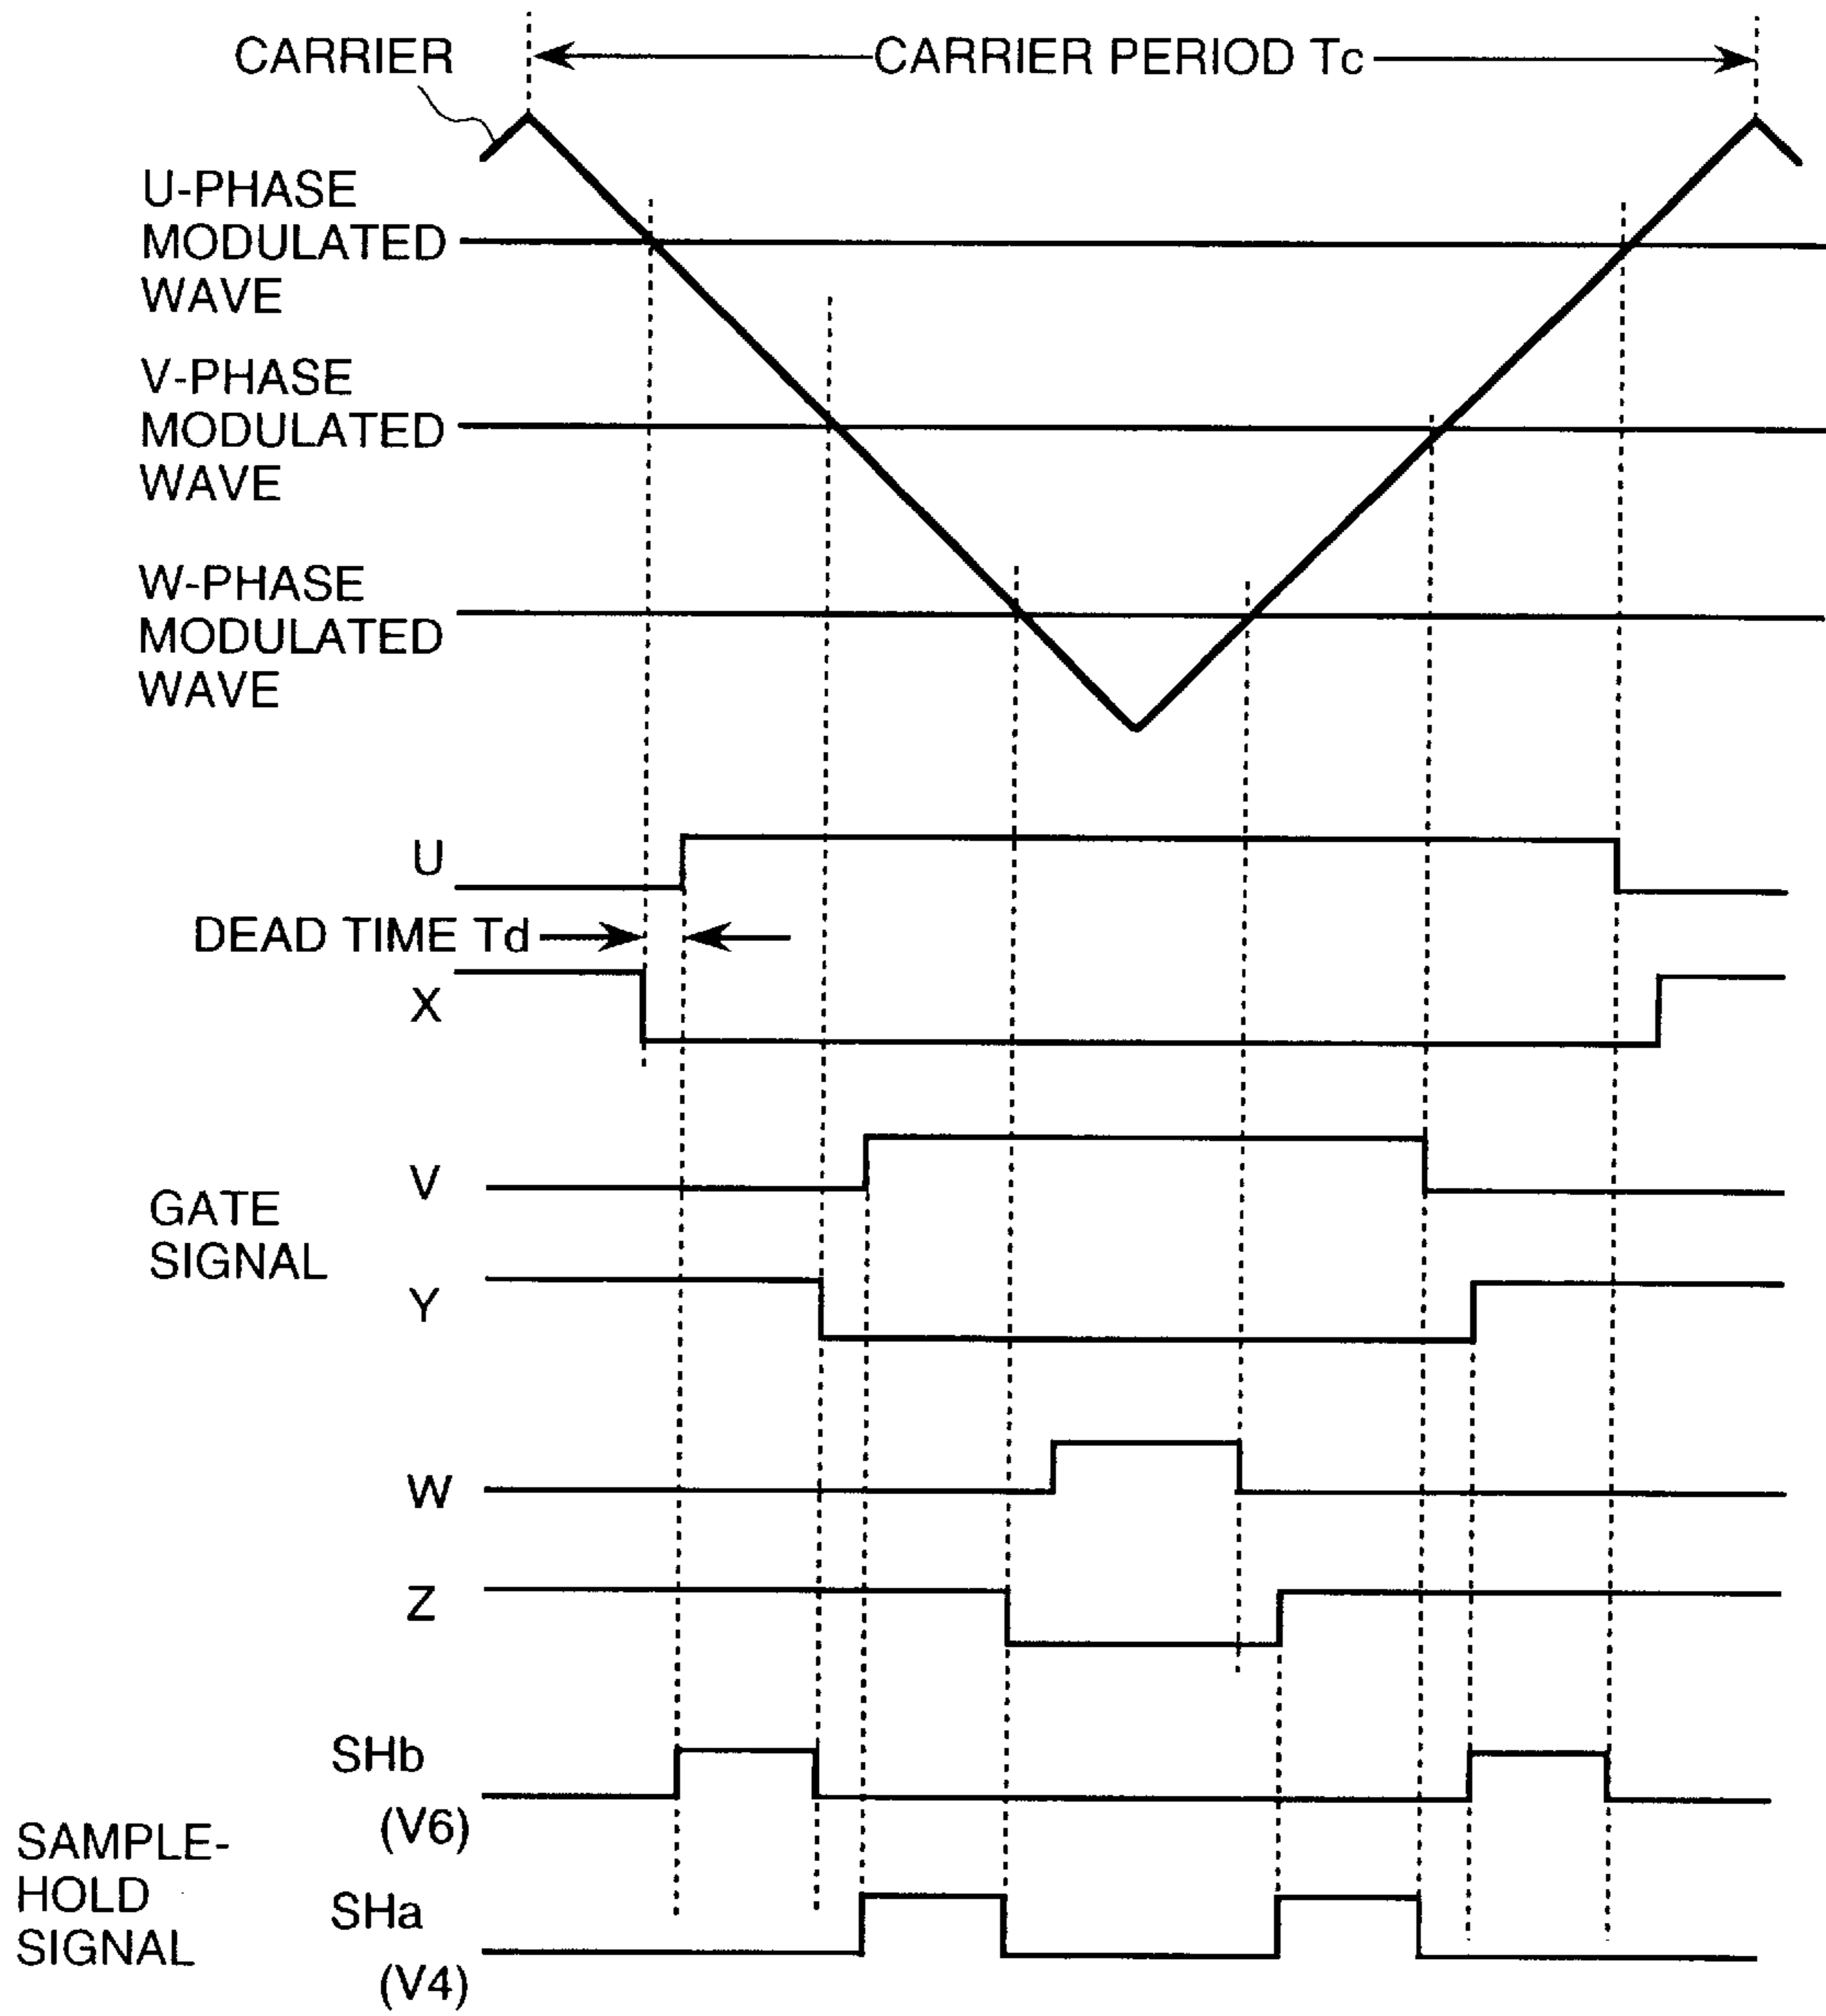 CARRIER
CARRIER PERIOD Tc
U-PHASE
MODULATED
WAVE
V-PHASE
MODULATED
WAVE
W-PHASE
MODULATED
WAVE
U
DEAD TIME Td
X
V
GATE
SIGNAL
Y
W
Z
SHb
(V6)
SAMPLE-
HOLD
SIGNAL
SHa
(V4)